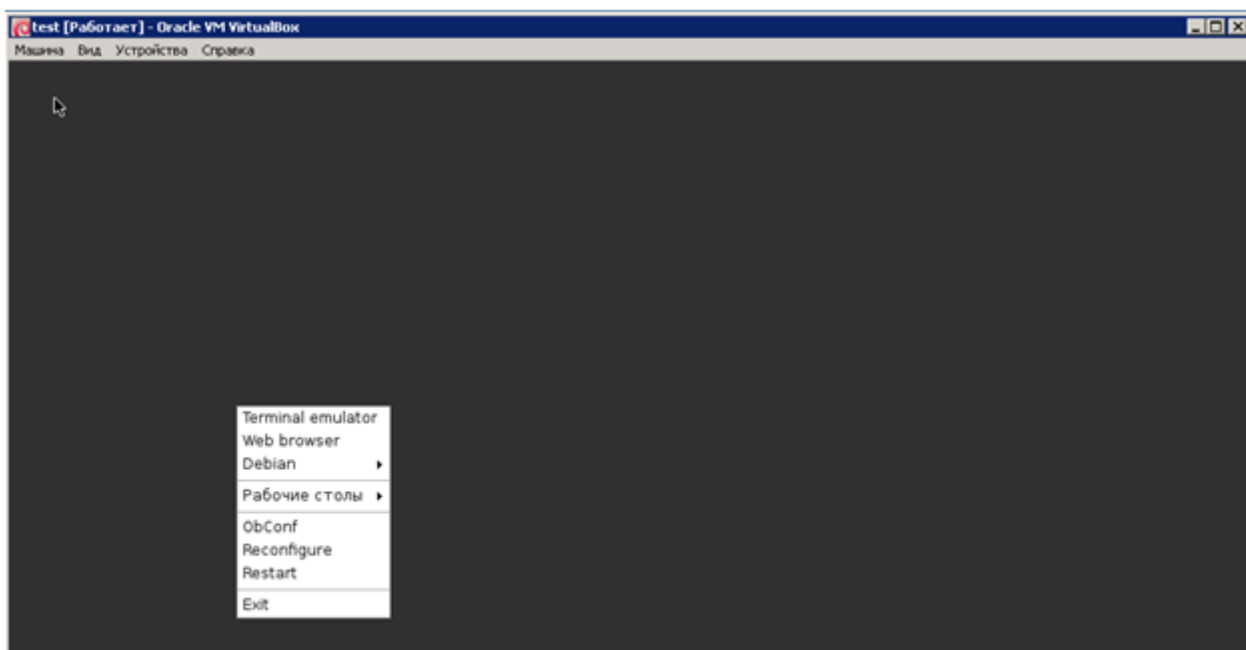 test [Работает] - Oracle VM VirtualBox
Машина Вид Устройства Справка
Terminal emulator
Web browser
Debian
Рабочие столы
ObConf
Reconfigure
Restart
Exit